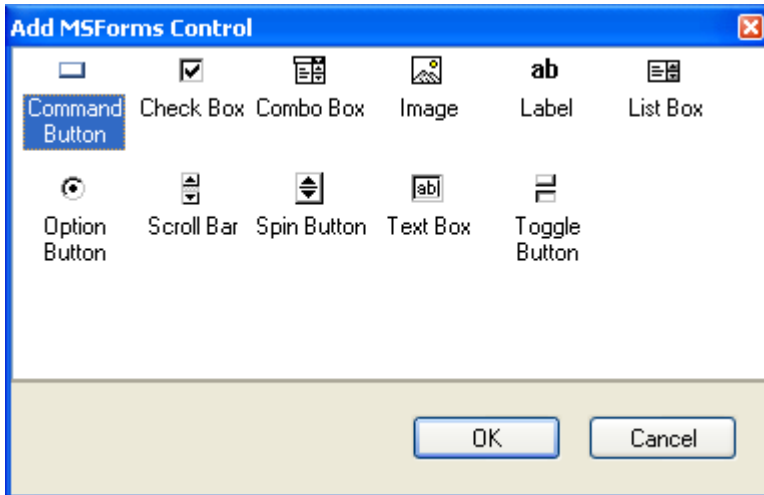 Add MSForms Control
ab
Command Button Check Box Combo Box Image Label List Box
ab
Option Button Scroll Bar Spin Button Text Box Toggle Button
OK Cancel